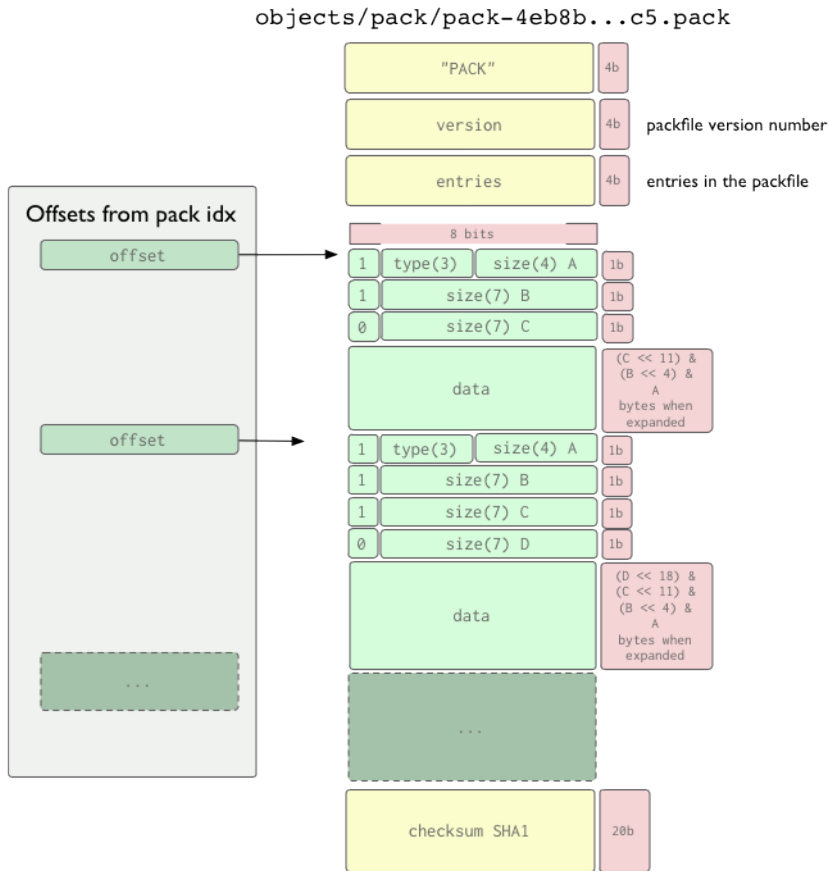 objects/pack/pack-4eb8b...c5.pack
"PACK" 4b
version 4b packfile version number
entries 4b entries in the packfile
Offsets from pack idx
8 bits
offset
1 type(3) size(4) A 1b
1 size(7) B 1b
0 size(7) C 1b
data
(C << 11) &
(B << 4) &
A
bytes when
expanded
offset
1 type(3) size(4) A 1b
1 size(7) B 1b
1 size(7) C 1b
0 size(7) D 1b
data
(D << 18) &
(C << 11) &
(B << 4) &
A
bytes when
expanded
...
...
checksum SHA1 20b